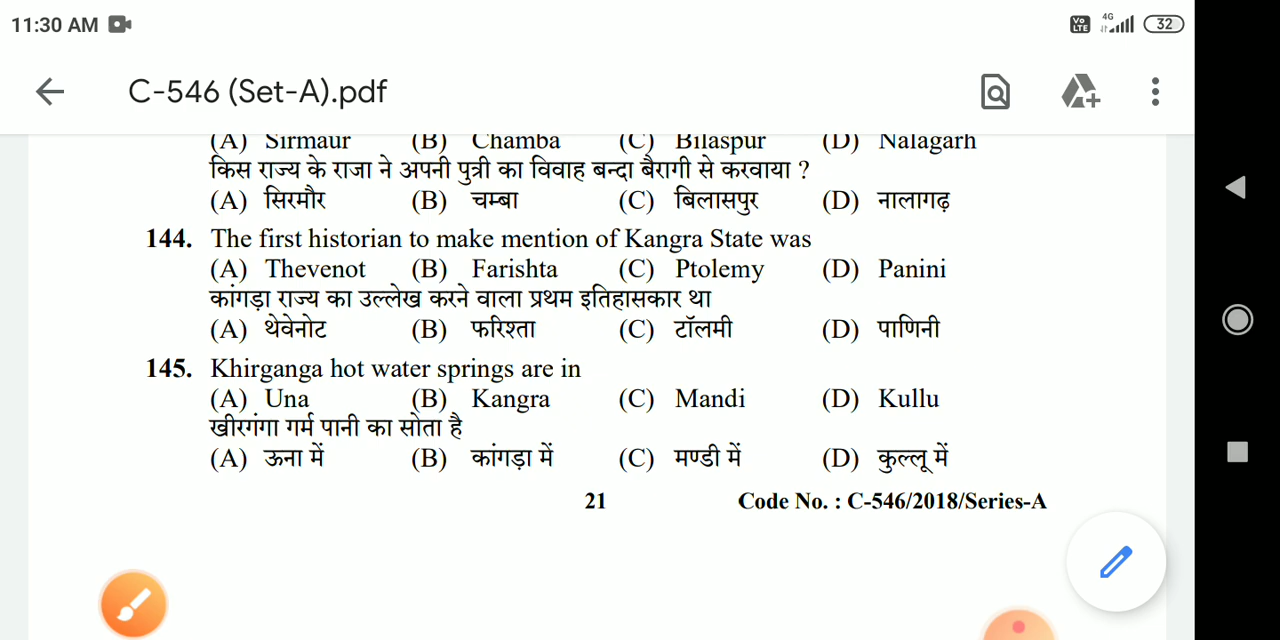 11:30 AM
Vo LTE 4G 32
C-546 (Set-A).pdf
(A) Sirmaur (B) Chamba (C) Bilaspur (D) Nalagarh
किस राज्य के राजा ने अपनी पुत्री का विवाह बन्दा बैरागी से करवाया ?
(A) सिरमौर (B) चम्बा (C) बिलासपुर (D) नालागढ़
144. The first historian to make mention of Kangra State was
(A) Thevenot (B) Farishta (C) Ptolemy (D) Panini
कांगड़ा राज्य का उल्लेख करने वाला प्रथम इतिहासकार था
(A) थेवेनोट (B) फरिश्ता (C) टॉलमी (D) पाणिनी
145. Khirganga hot water springs are in
(A) Una (B) Kangra (C) Mandi (D) Kullu
खीरगंगा गर्म पानी का सोता है
(A) ऊना में (B) कांगड़ा में (C) मण्डी में (D) कुल्लू में
21 Code No. : C-546/2018/Series-A